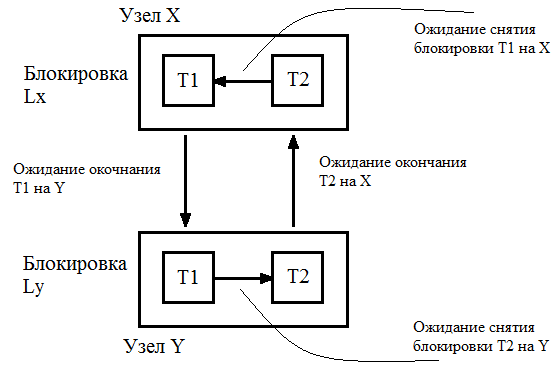 Узел X
Ожидание снятия
блокировки T1 на X
Блокировка
Lx
T1
T2
Ожидание окочнания
T1 на Y
Ожидание окончания
T2 на X
Блокировка
Ly
T1
T2
Ожидание снятия
блокировки T2 на Y
Узел Y